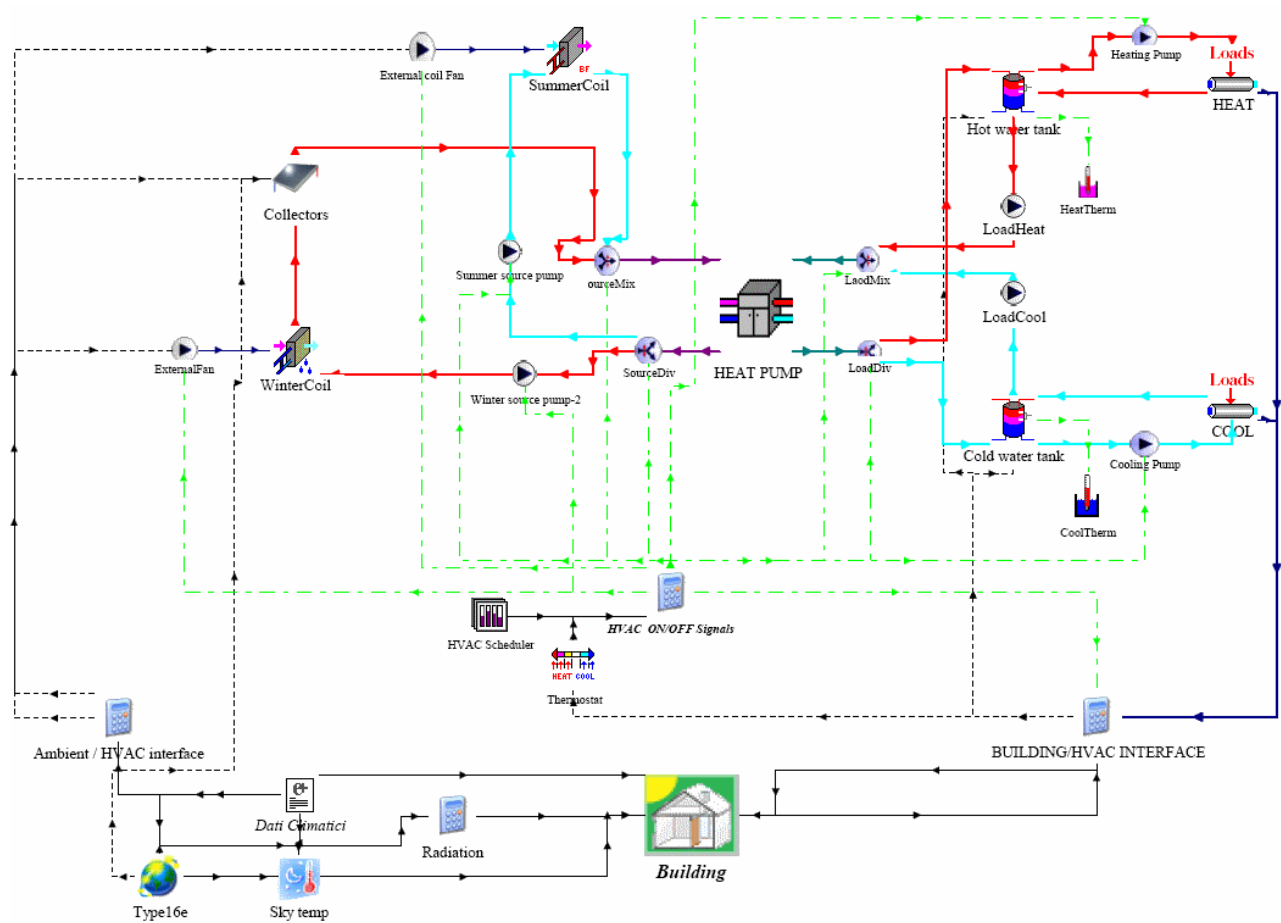 External coil Fan
BF
SummerCoil
Heating Pump
Loads
HEAT
Hot water tank
HeatTherm
Collectors
LoadHeat
Summer source pump
ourceMix
LaodMix
LoadCool
ExternalFan
WinterCoil
Winter source pump-2
SourceDiv
HEAT PUMP
LoadDiv
Loads
COOL
Cold water tank
Cooling Pump
CoolTherm
HVAC Scheduler
HVAC ON/OFF Signals
HEAT COOL
Thermostat
Ambient / HVAC interface
BUILDING/HVAC INTERFACE
e+
Dati Climatici
Radiation
Building
Type16e
Sky temp